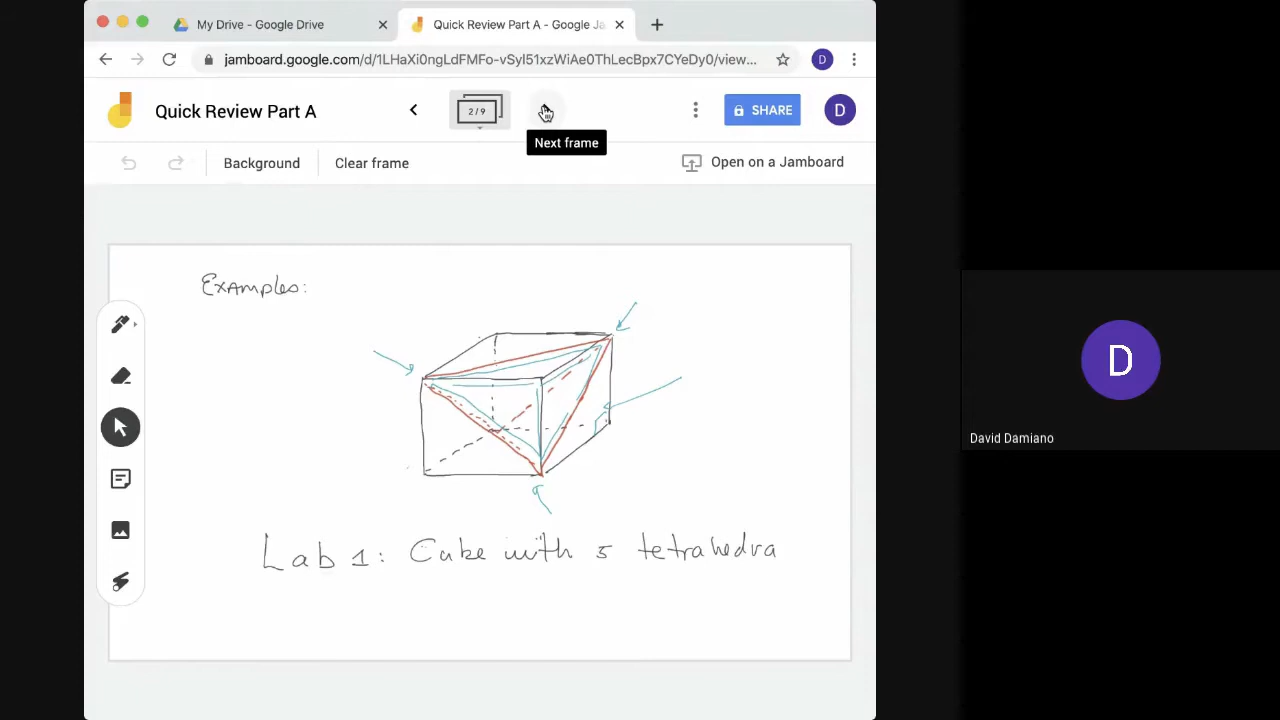 My Drive - Google Drive
Quick Review Part A - Google Ja
jamboard.google.com/d/1LHaXi0ngLdFMFo-vSyl51xzWiAe0ThLecBpx7CYeDy0/view...
D
Quick Review Part A
2/9
SHARE
D
Next frame
Background
Clear frame
Open on a Jamboard
Examples:
D
David Damiano
Lab 1: Cube with 5 tetrahedra